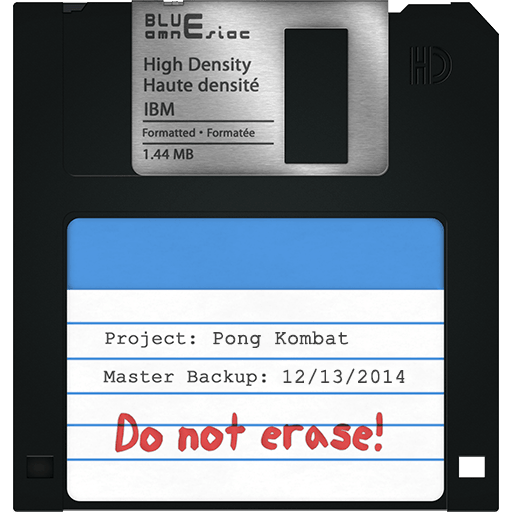 BLUE
amnEsiac
High Density
Haute densité
IBM
Formatted • Formatée
1.44 MB
HD
Project: Pong Kombat
Master Backup: 12/13/2014
Do not erase!